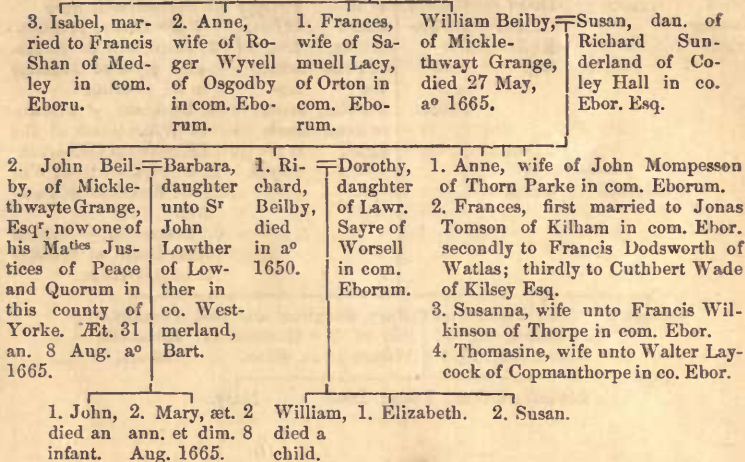 3. Isabel, mar-
ried to Francis
Shan of Med-
ley in com.
Eboru.
2. Anne,
wife of Ro-
ger Wyvell
of Osgodby
in com. Ebo-
rum.
1. Frances,
wife of Sa-
muell Lacy,
of Orton in
com. Ebo-
rum.
William Beilby,
of Mickle-
thwayt Grange,
died 27 May,
aº 1665.
Susan, dan. of
Richard Sun-
derland of Co-
ley Hall in co.
Ebor. Esq.
2. John Beil-
by, of Mickle-
thwayte Grange,
Esqʳ, now one of
his Maᵗⁱᵉˢ Jus-
tices of Peace
and Quorum in
this county of
Yorke. Æt. 31
an. 8 Aug. aº
1665.
Barbara,
daughter
unto Sʳ
John
Lowther
of Low-
ther in
co. West-
merland,
Bart.
1. Ri-
chard,
Beilby,
died
in aº
1650.
Dorothy,
daughter
of Lawr.
Sayre of
Worsell
in com.
Eborum.
1. Anne, wife of John Mompesson
of Thorn Parke in com. Eborum.
2. Frances, first married to Jonas
Tomson of Kilham in com. Ebor.
secondly to Francis Dodsworth of
Watlas; thirdly to Cuthbert Wade
of Kilsey Esq.
3. Susanna, wife unto Francis Wil-
kinson of Thorpe in com. Ebor.
4. Thomasine, wife unto Walter Lay-
cock of Copmanthorpe in co. Ebor.
1. John,
died an
infant.
2. Mary, æt. 2
ann. et dim. 8
Aug. 1665.
William,
died a
child.
1. Elizabeth.
2. Susan.